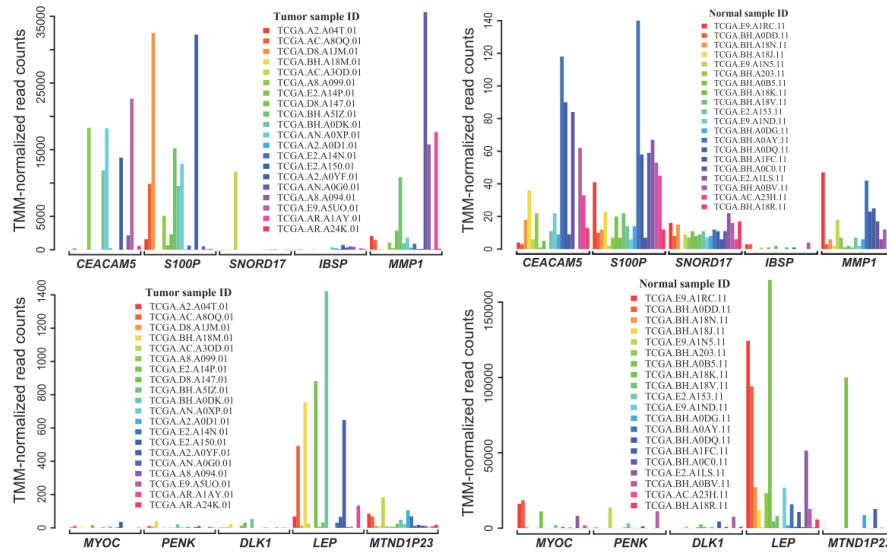 TMM-normalized read counts
35000
25000
15000
5000
0
Tumor sample ID
TCGA.A2.A04T.01
TCGA.AC.A8OQ.01
TCGA.D8.A1JM.01
TCGA.BH.A18M.01
TCGA.AC.A3OD.01
TCGA.A8.A099.01
TCGA.E2.A14P.01
TCGA.D8.A147.01
TCGA.BH.A5IZ.01
TCGA.BH.A0DK.01
TCGA.AN.A0XP.01
TCGA.A2.A0D1.01
TCGA.E2.A14N.01
TCGA.E2.A150.01
TCGA.A2.A0YF.01
TCGA.AN.A0G0.01
TCGA.A8.A094.01
TCGA.E9.A5UO.01
TCGA.AR.A1AY.01
TCGA.AR.A24K.01
CEACAM5 S100P SNORD17 IBSP MMP1
TMM-normalized read counts
140
120
100
80
60
40
20
0
Normal sample ID
TCGA.E9.A1RC.11
TCGA.BH.A0DD.11
TCGA.BH.A18N.11
TCGA.BH.A18J.11
TCGA.E9.A1N5.11
TCGA.BH.A203.11
TCGA.BH.A0B5.11
TCGA.BH.A18K.11
TCGA.BH.A18V.11
TCGA.E2.A153.11
TCGA.E9.A1ND.11
TCGA.BH.A0DG.11
TCGA.BH.A0AY.11
TCGA.BH.A0DQ.11
TCGA.BH.A1FC.11
TCGA.BH.A0C0.11
TCGA.E2.A1LS.11
TCGA.BH.A0BV.11
TCGA.AC.A23H.11
TCGA.BH.A18R.11
CEACAM5 S100P SNORD17 IBSP MMP1
TMM-normalized read counts
1400
1200
1000
800
600
400
200
0
Tumor sample ID
TCGA.A2.A04T.01
TCGA.AC.A8OQ.01
TCGA.D8.A1JM.01
TCGA.BH.A18M.01
TCGA.AC.A3OD.01
TCGA.A8.A099.01
TCGA.E2.A14P.01
TCGA.D8.A147.01
TCGA.BH.A5IZ.01
TCGA.BH.A0DK.01
TCGA.AN.A0XP.01
TCGA.A2.A0D1.01
TCGA.E2.A14N.01
TCGA.E2.A150.01
TCGA.A2.A0YF.01
TCGA.AN.A0G0.01
TCGA.A8.A094.01
TCGA.E9.A5UO.01
TCGA.AR.A1AY.01
TCGA.AR.A24K.01
MYOC PENK DLK1 LEP MTND1P23
TMM-normalized read counts
150000
100000
50000
0
Normal sample ID
TCGA.E9.A1RC.11
TCGA.BH.A0DD.11
TCGA.BH.A18N.11
TCGA.BH.A18J.11
TCGA.E9.A1N5.11
TCGA.BH.A203.11
TCGA.BH.A0B5.11
TCGA.BH.A18K.11
TCGA.BH.A18V.11
TCGA.E2.A153.11
TCGA.E9.A1ND.11
TCGA.BH.A0DG.11
TCGA.BH.A0AY.11
TCGA.BH.A0DQ.11
TCGA.BH.A1FC.11
TCGA.BH.A0C0.11
TCGA.E2.A1LS.11
TCGA.BH.A0BV.11
TCGA.AC.A23H.11
TCGA.BH.A18R.11
MYOC PENK DLK1 LEP MTND1P23